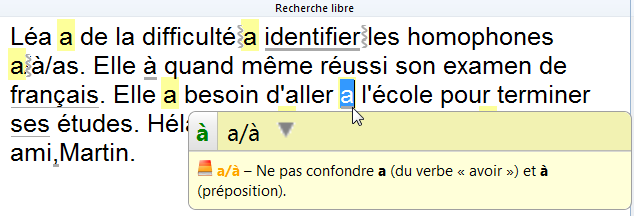 Recherche libre
Léa a de la difficulté a identifier les homophones
a à/as. Elle à quand même réussi son examen de
français. Elle a besoin d'aller a l'école pour terminer
ses études. Hél
ami,Martin.
à a/à
a/à – Ne pas confondre a (du verbe « avoir ») et à
(préposition).